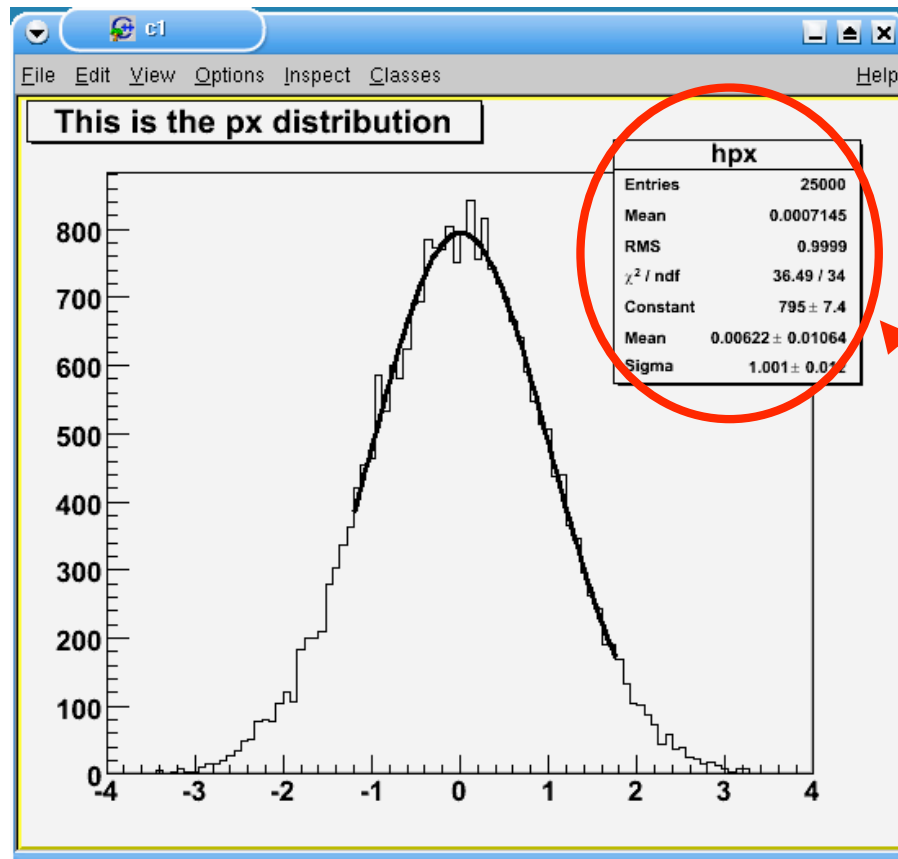 c1
File Edit View Options Inspect Classes Help
This is the px distribution
hpx
Entries 25000
Mean 0.0007145
RMS 0.9999
χ² / ndf 36.49 / 34
Constant 795 ± 7.4
Mean 0.00622 ± 0.01064
Sigma 1.001 ± 0.012
800
700
600
500
400
300
200
100
0
-4 -3 -2 -1 0 1 2 3 4